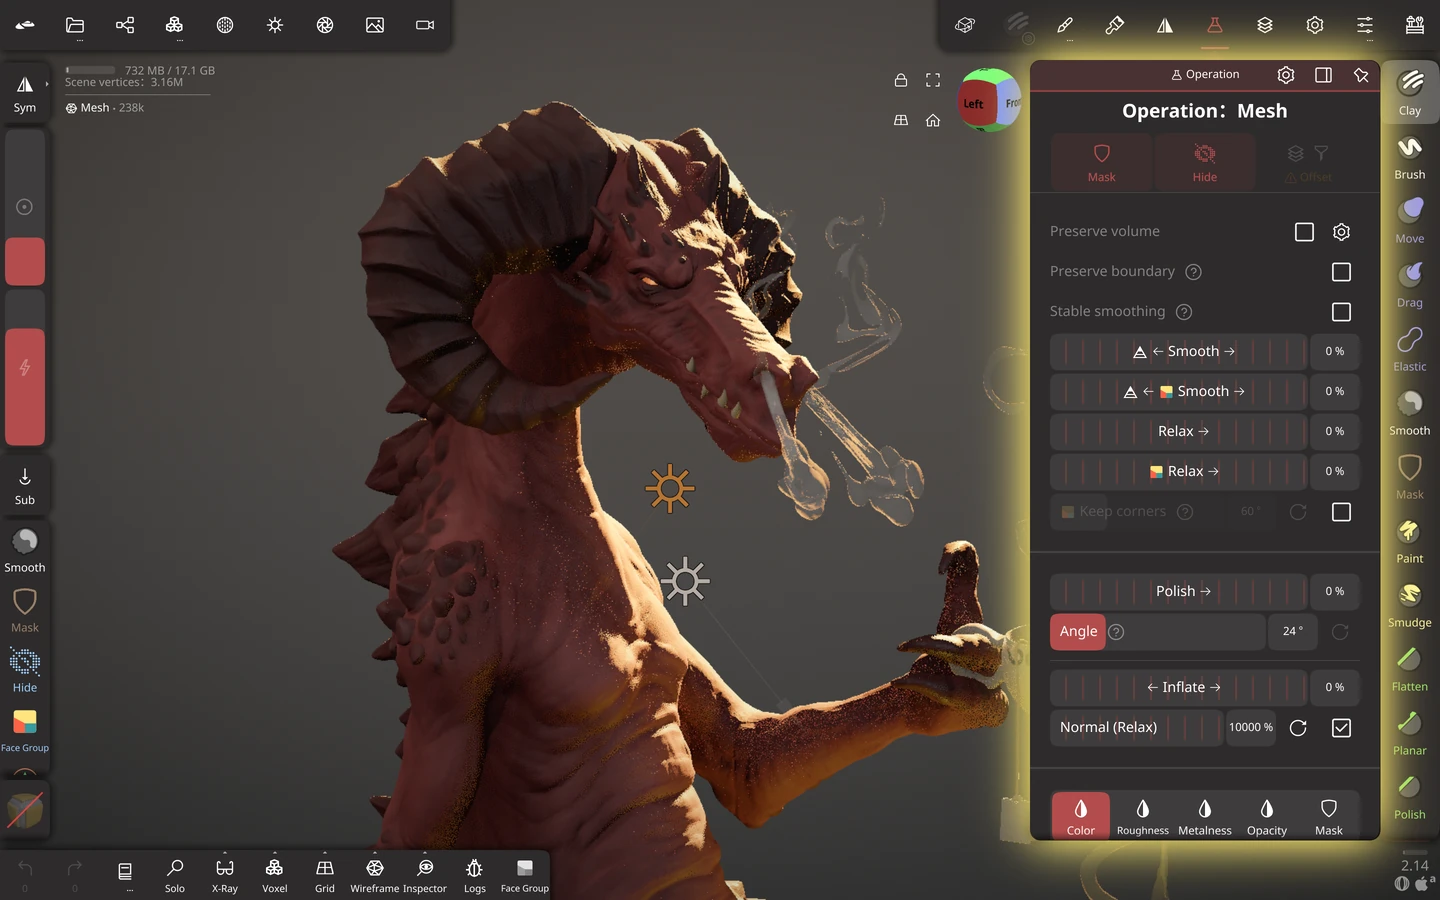 732 MB / 17.1 GB
Scene vertices: 3.16M
Mesh • 238k
Left
Fron
Sym
Sub
Smooth
Mask
Hide
Face Group
0
0
...
Solo
X-Ray
Voxel
Grid
Wireframe
Inspector
Logs
Face Group
Operation
Operation: Mesh
Mask
Hide
Offset
Preserve volume
Preserve boundary ?
Stable smoothing ?
← Smooth → 0 %
← Smooth → 0 %
Relax → 0 %
Relax → 0 %
Keep corners ? 60 °
Polish → 0 %
Angle ? 24 °
← Inflate → 0 %
Normal (Relax) 10000 %
Color
Roughness
Metalness
Opacity
Mask
Clay
Brush
Move
Drag
Elastic
Smooth
Mask
Paint
Smudge
Flatten
Planar
Polish
2.14
a